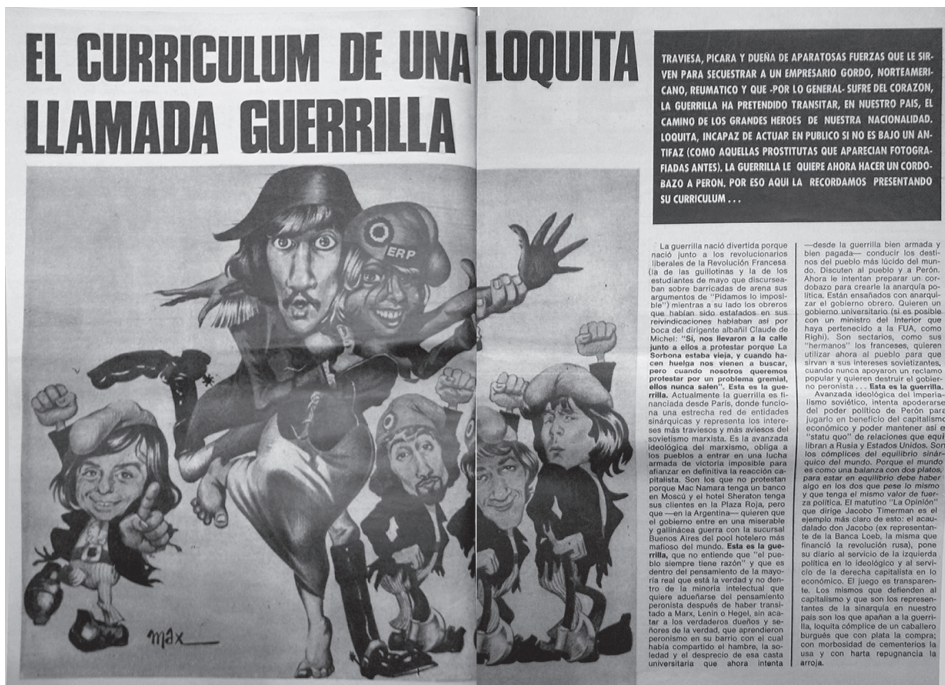 EL CURRICULUM DE UNA LOQUITA
LLAMADA GUERRILLA
TRAVIESA, PICARA Y DUEÑA DE APARATOSAS FUERZAS QUE LE SIR-
VEN PARA SECUESTRAR A UN EMPRESARIO GORDO, NORTEAMERI-
CANO, REUMATICO Y QUE -POR LO GENERAL- SUFRE DEL CORAZON,
LA GUERRILLA HA PRETENDIDO TRANSITAR, EN NUESTRO PAIS, EL
CAMINO DE LOS GRANDES HEROES DE NUESTRA NACIONALIDAD.
LOQUITA, INCAPAZ DE ACTUAR EN PUBLICO SI NO ES BAJO UN AN-
TIFAZ (COMO AQUELLAS PROSTITUTAS QUE APARECIAN FOTOGRA-
FIADAS ANTES). LA GUERRILLA LE QUIERE AHORA HACER UN CORDO-
BAZO A PERON. POR ESO AQUI LA RECORDAMOS PRESENTANDO
SU CURRICULUM . . .
ERP
max
La guerrilla nació divertida porque
nació junto a los revolucionarios
liberales de la Revolución Francesa
(la de las guillotinas y la de los
estudiantes de mayo que discursea-
ban sobre barricadas de arena sus
argumentos de "Pidamos lo imposi-
ble") mientras a su lado los obreros
que habían sido estafados en sus
reivindicaciones hablaban así por
boca del dirigente albañil Claude de
Michel: "Sí, nos llevaron a la calle
junto a ellos a protestar porque La
Sorbona estaba vieja, y cuando ha-
cen huelga nos vienen a buscar,
pero cuando nosotros queremos
protestar por un problema gremial,
ellos nunca salen". Esta es la gue-
rrilla. Actualmente la guerrilla es fi-
nanciada desde París, donde funcio-
na una estrecha red de entidades
sinárquicas y representa los intere-
ses más traviesos y más aviesos del
sovietismo marxista. Es la avanzada
ideológica del marxismo, obliga a
los pueblos a entrar en una lucha
armada de victoria imposible para
afianzar en definitiva la reacción ca-
pitalista. Son los que no protestan
porque Mac Namara tenga un banco
en Moscú y el hotel Sheraton tenga
sus clientes en la Plaza Roja, pero
que —en la Argentina— quieren que
el gobierno entre en una miserable
y gallinácea guerra con la sucursal
Buenos Aires del pool hotelero más
mafioso del mundo. Esta es la gue-
rrilla, que no entiende que "el pue-
blo siempre tiene razón" y que es
dentro del pensamiento de la mayo-
ría real que está la verdad y no den-
tro de la minoría intelectual que
quiere adueñarse del pensamiento
peronista después de haber transi-
tado a Marx, Lenin o Hegel, sin aca-
tar a los verdaderos dueños y se-
ñores de la verdad, que aprendieron
peronismo en su barrio con el cual
había compartido el hambre, la so-
ledad y el desprecio de esa casta
universitaria que ahora intenta
—desde la guerrilla bien armada y
bien pagada— conducir los desti-
nos del pueblo más lúcido del mun-
do. Discuten al pueblo y a Perón.
Ahora le intentan preparar un cor-
dobazo para crearle la anarquía po-
lítica. Están ensañados con anarqui-
zar el gobierno obrero. Quieren un
gobierno universitario (si es posible
con un ministro del Interior que
haya pertenecido a la FUA, como
Righi). Son sectarios, como sus
"hermanos" los franceses, quieren
utilizar ahora al pueblo para que
sirvan a sus intereses sovietizantes,
cuando nunca apoyaron un reclamo
popular y quieren destruir el gobier-
no peronista . . . Esta es la guerrilla.
Avanzada ideológica del imperia-
lismo soviético, intenta apoderarse
del poder político de Perón para
jugarlo en beneficio del capitalismo
económico y poder mantener así el
"statu quo" de relaciones que equi-
libran a Rusia y Estados Unidos. Son
los cómplices del equilibrio sinár-
quico del mundo. Porque el mundo
es como una balanza con dos platos,
para estar en equilibrio debe haber
algo en los dos que pese lo mismo
y que tenga el mismo valor de fuer-
za política. El matutino "La Opinión"
que dirige Jacobo Timerman es el
ejemplo más claro de esto: el acau-
dalado don Jacobo (ex representan-
te de la Banca Loeb, la misma que
financió la revolución rusa), pone
su diario al servicio de la izquierda
política en lo ideológico y al servi-
cio de la derecha capitalista en lo
económico. El juego es transparen-
te. Los mismos que defienden al
capitalismo y que son los represen-
tantes de la sinarquía en nuestro
país son los que apañan a la guerri-
lla, loquita cómplice de un caballero
burgués que con plata la compra;
con morbosidad de cementerios la
usa y con harta repugnancia la
arroja.